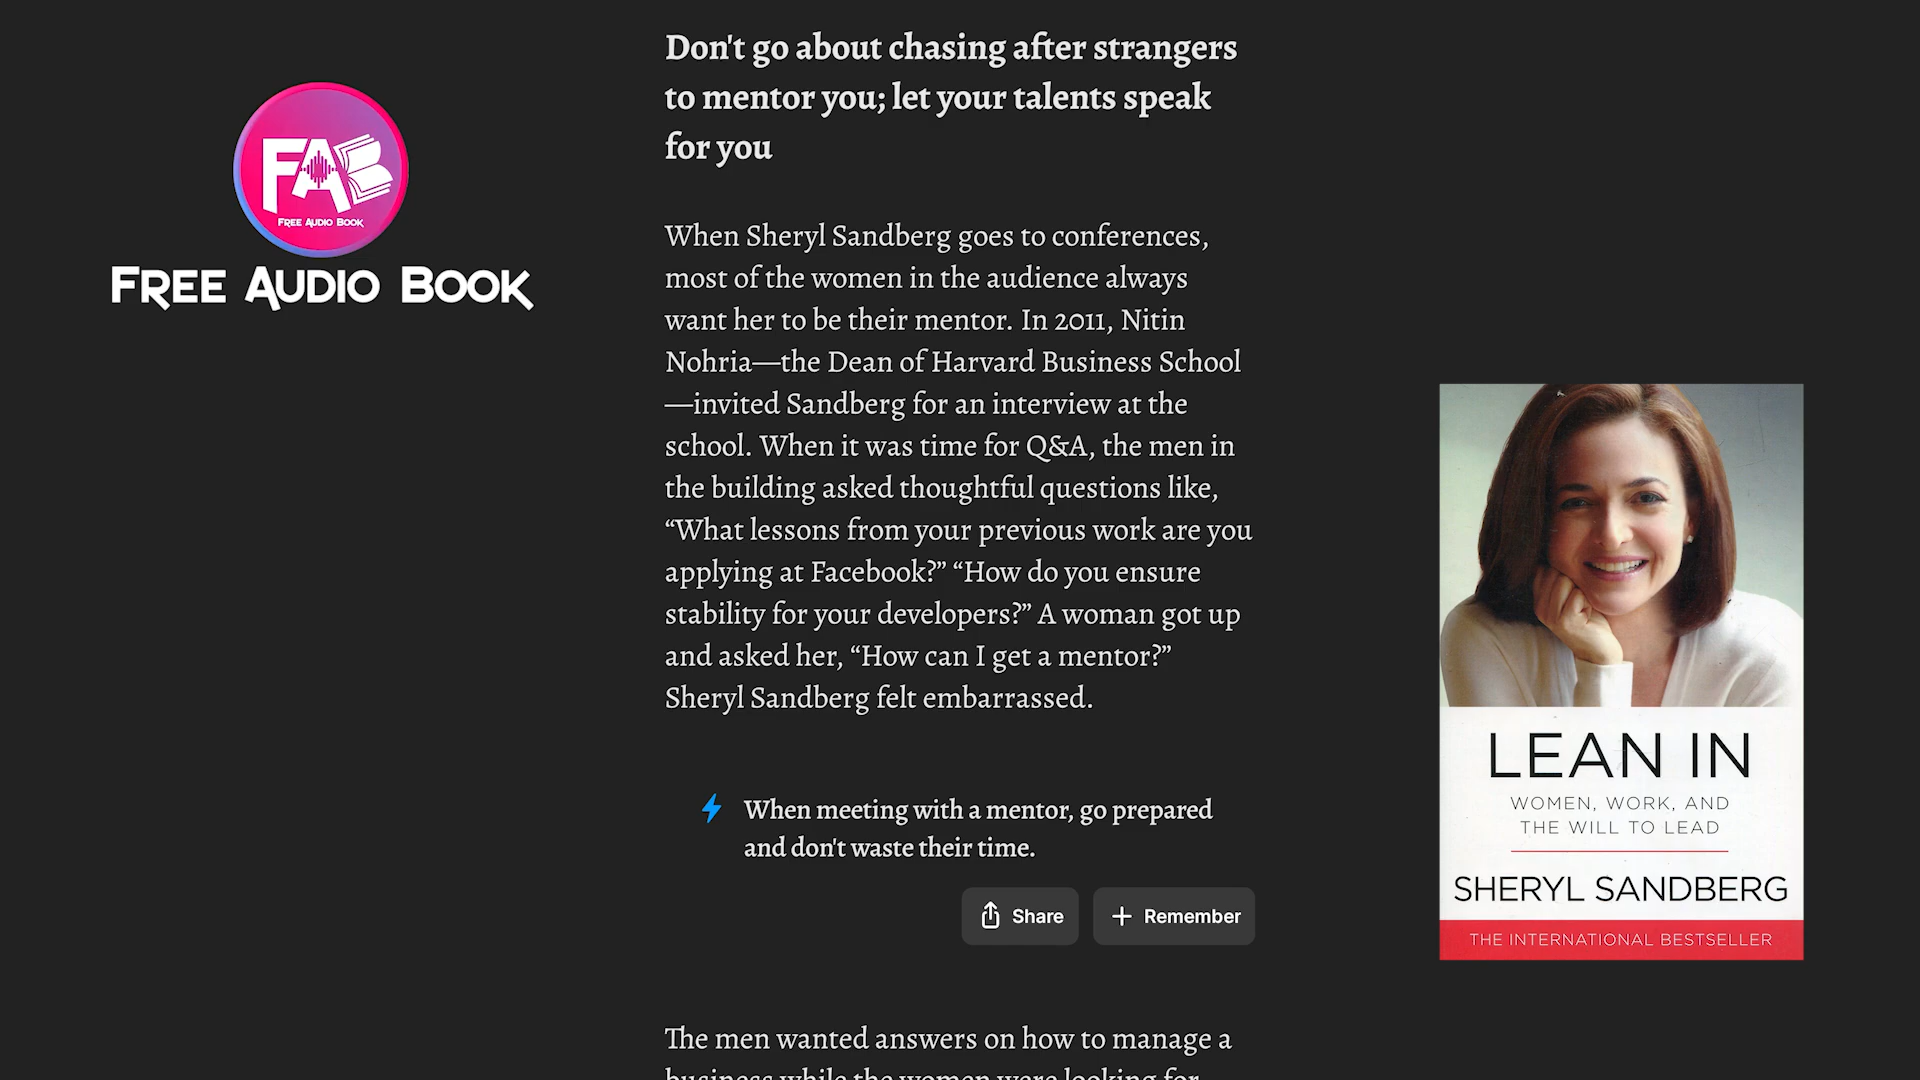 FAB
FREE AUDIO BOOK
FREE AUDIO BOOK
Don't go about chasing after strangers
to mentor you; let your talents speak
for you
When Sheryl Sandberg goes to conferences,
most of the women in the audience always
want her to be their mentor. In 2011, Nitin
Nohria—the Dean of Harvard Business School
—invited Sandberg for an interview at the
school. When it was time for Q&A, the men in
the building asked thoughtful questions like,
“What lessons from your previous work are you
applying at Facebook?” “How do you ensure
stability for your developers?” A woman got up
and asked her, “How can I get a mentor?”
Sheryl Sandberg felt embarrassed.
When meeting with a mentor, go prepared
and don't waste their time.
Share
Remember
The men wanted answers on how to manage a
business while the women were looking for
LEAN IN
WOMEN, WORK, AND
THE WILL TO LEAD
SHERYL SANDBERG
THE INTERNATIONAL BESTSELLER